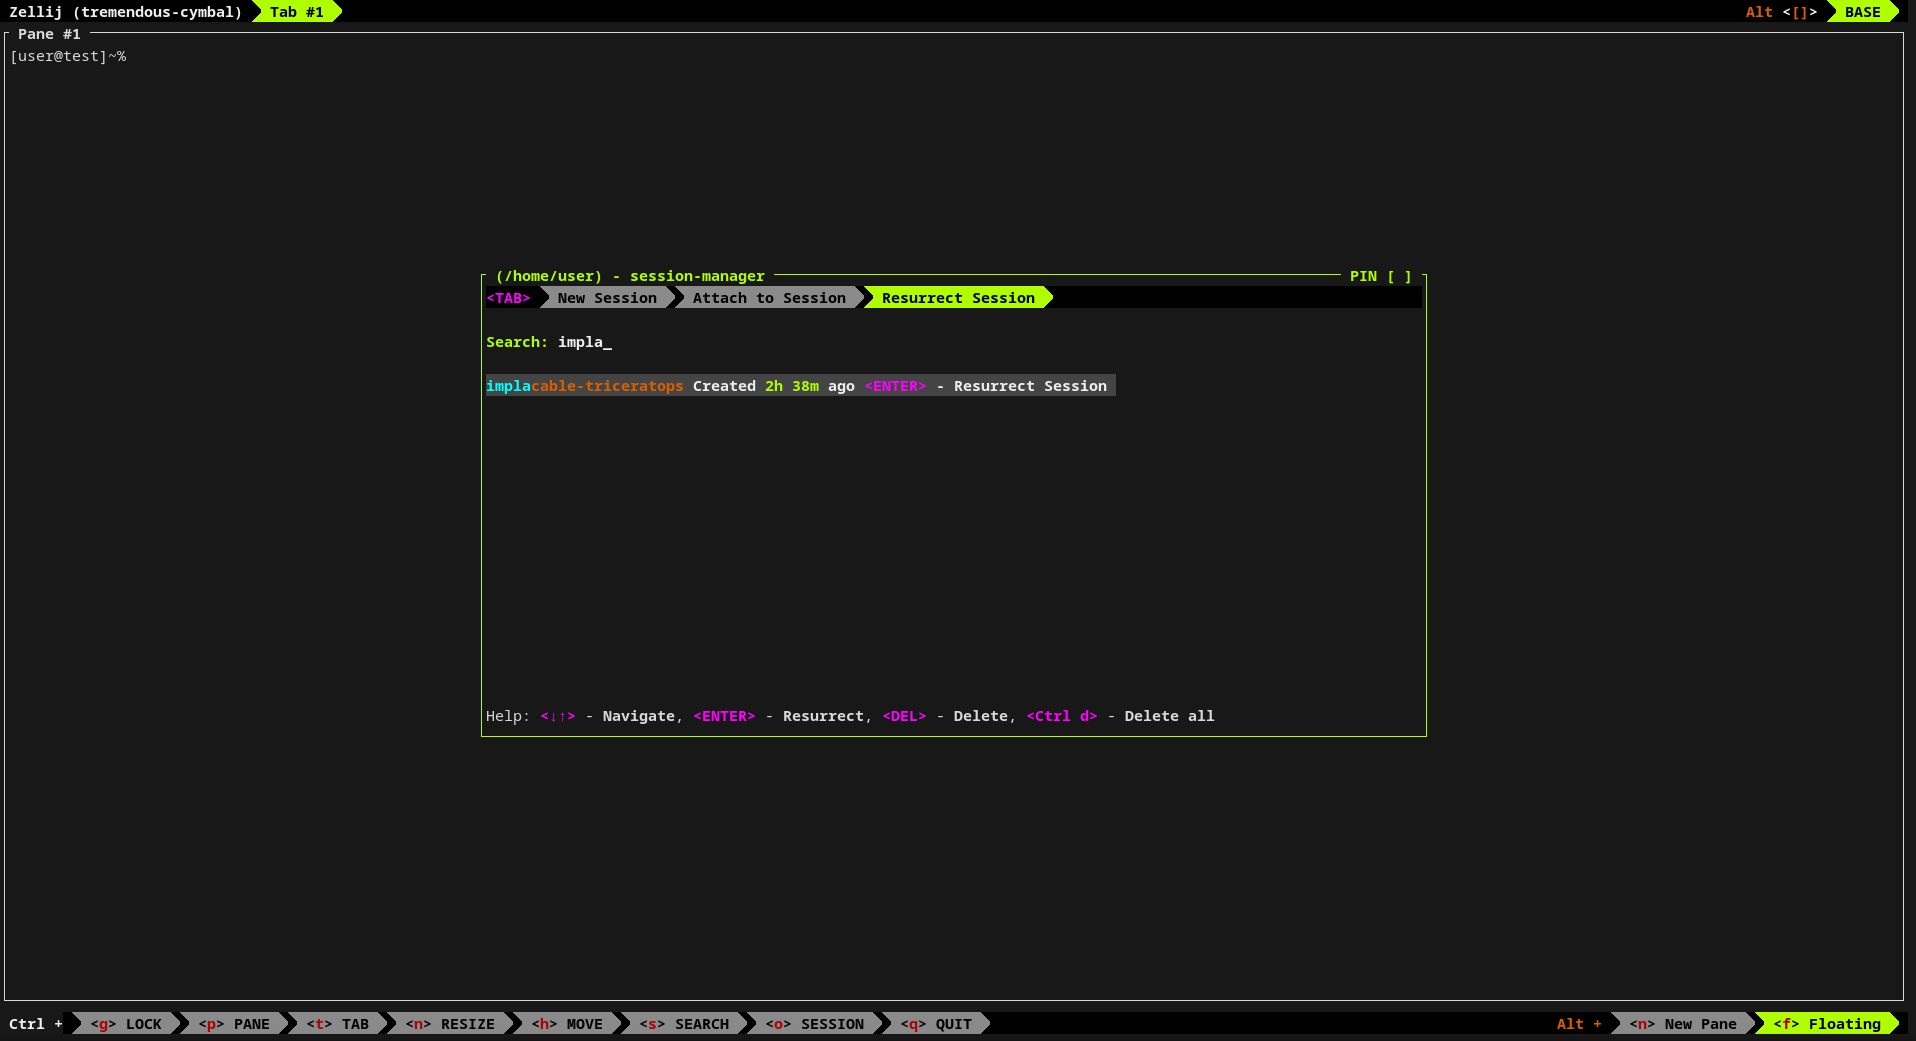 Zellij (tremendous-cymbal) Tab #1 Alt <[]> BASE
Pane #1
[user@test]~%
(/home/user) - session-manager PIN [ ]
<TAB> New Session Attach to Session Resurrect Session
Search: impla_
implacable-triceratops Created 2h 38m ago <ENTER> - Resurrect Session
Help: <↓↑> - Navigate, <ENTER> - Resurrect, <DEL> - Delete, <Ctrl d> - Delete all
Ctrl + <g> LOCK <p> PANE <t> TAB <n> RESIZE <h> MOVE <s> SEARCH <o> SESSION <q> QUIT Alt + <n> New Pane <f> Floating